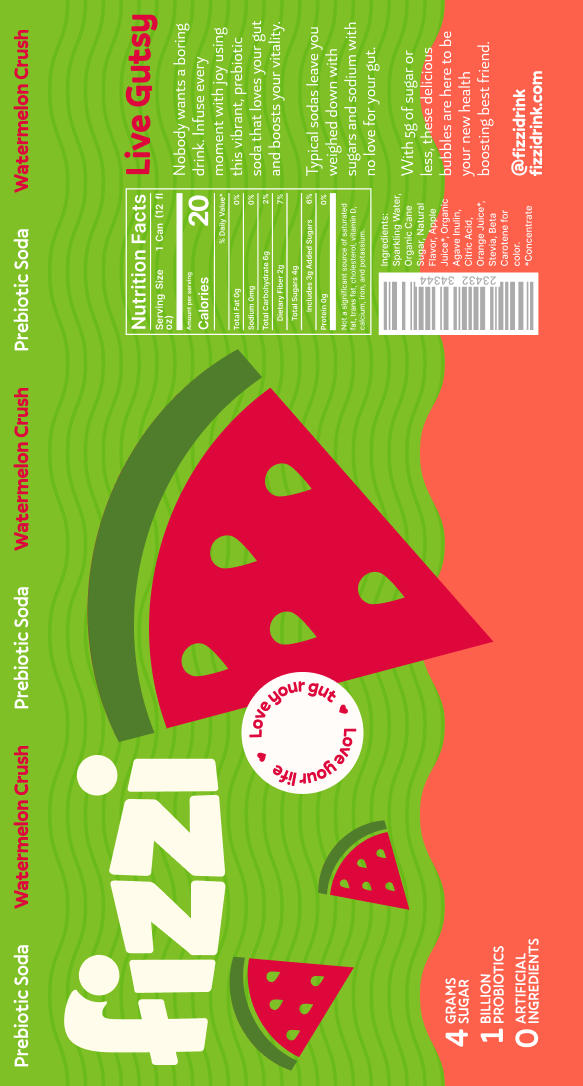 Prebiotic Soda
Watermelon Crush
Prebiotic Soda
Watermelon Crush
Prebiotic Soda
Watermelon Crush
fizzi
4 GRAMS
SUGAR
1 BILLION
PROBIOTICS
0 ARTIFICIAL
INGREDIENTS
Love your gut
Love your life
Nutrition Facts
Serving Size 1 Can (12 fl
oz)
Amount per serving
Calories 20
% Daily Value*
Total Fat 0g 0%
Sodium 0mg 0%
Total Carbohydrate 6g 2%
Dietary Fiber 2g 7%
Total Sugars 4g
Includes 3g Added Sugars 6%
Protein 0g 0%
Not a significant source of saturated
fat, trans fat, cholesterol, vitamin D,
calcium, iron, and potassium.
23432 34344
Ingredients:
Sparkling Water,
Organic Cane
Sugar, Natural
Flavor, Apple
Juice*, Organic
Agave Inulin,
Citric Acid,
Orange Juice*,
Stevia, Beta
Carotene for
color.
*Concentrate
Live Gutsy
Nobody wants a boring
drink. Infuse every
moment with joy using
this vibrant, prebiotic
soda that loves your gut
and boosts your vitality.
Typical sodas leave you
weighed down with
sugars and sodium with
no love for your gut.
With 5g of sugar or
less, these delicious
bubbles are here to be
your new health
boosting best friend.
@fizzidrink
fizzidrink.com